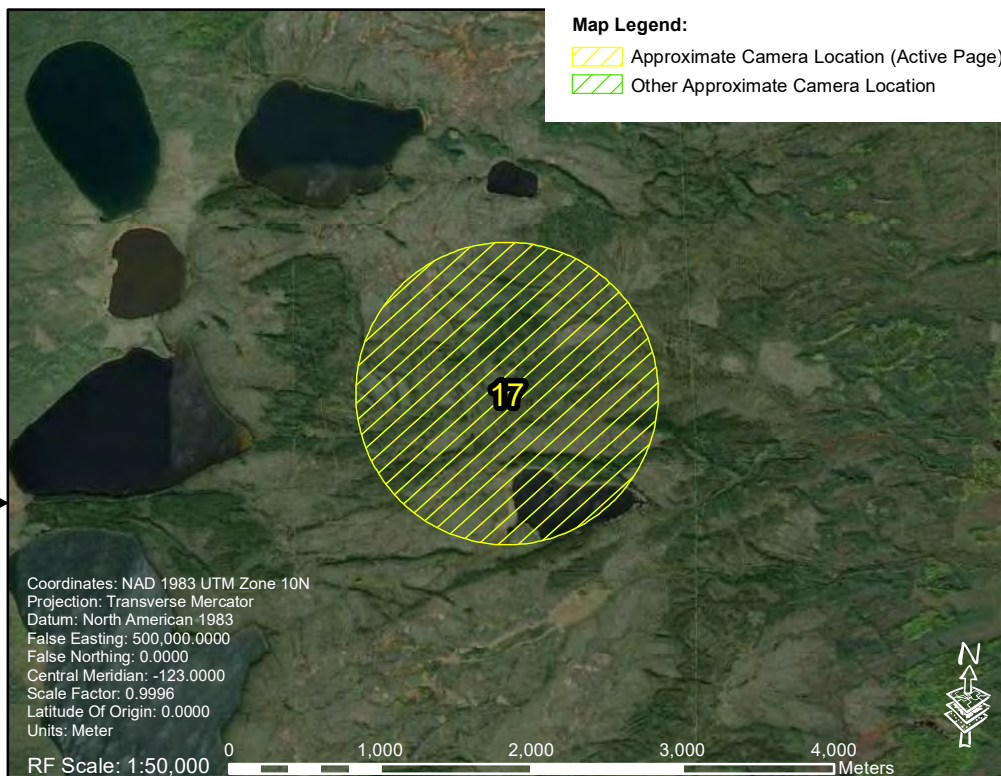 Map Legend:
Approximate Camera Location (Active Page)
Other Approximate Camera Location
17
Coordinates: NAD 1983 UTM Zone 10N
Projection: Transverse Mercator
Datum: North American 1983
False Easting: 500,000.0000
False Northing: 0.0000
Central Meridian: -123.0000
Scale Factor: 0.9996
Latitude Of Origin: 0.0000
Units: Meter
RF Scale: 1:50,000
0 1,000 2,000 3,000 4,000
Meters
N